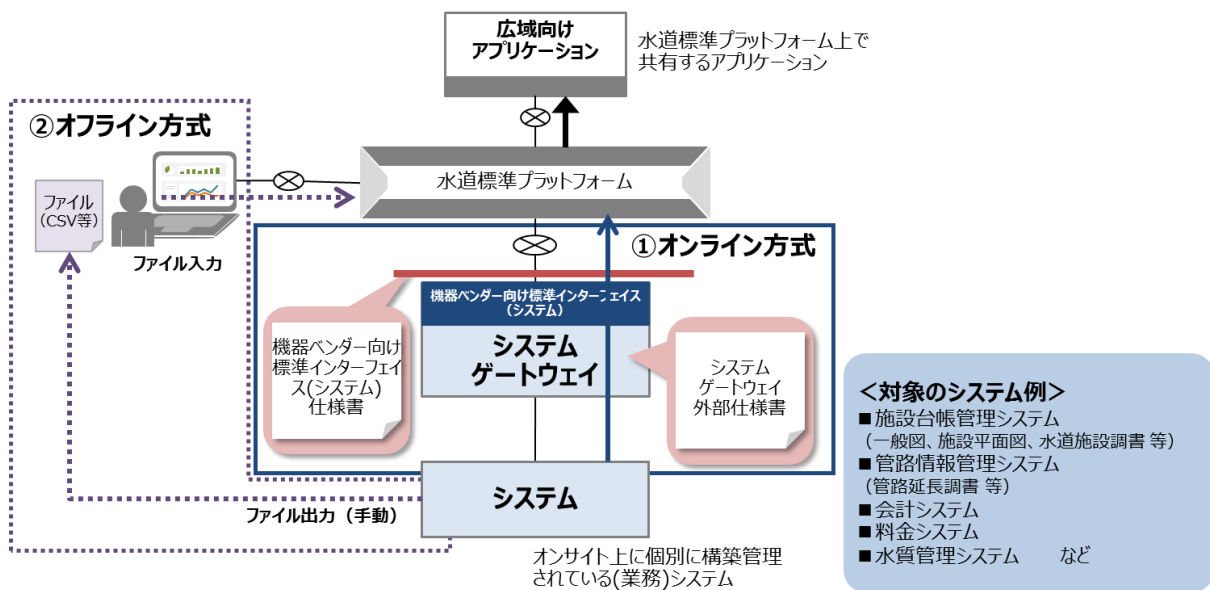 広域向け
アプリケーション
水道標準プラットフォーム上で
共有するアプリケーション
②オフライン方式
水道標準プラットフォーム
ファイル
(CSV等)
ファイル入力
①オンライン方式
機器ベンダー向け標準インターフェイス
(システム)
システム
ゲートウェイ
機器ベンダー向け
標準インターフェイ
ス(システム)
仕様書
システム
ゲートウェイ
外部仕様書
システム
ファイル出力（手動）
オンサイト上に個別に構築管理
されている(業務)システム
＜対象のシステム例＞
■施設台帳管理システム
(一般図、施設平面図、水道施設調書 等)
■管路情報管理システム
(管路延長調書 等)
■会計システム
■料金システム
■水質管理システム　　など